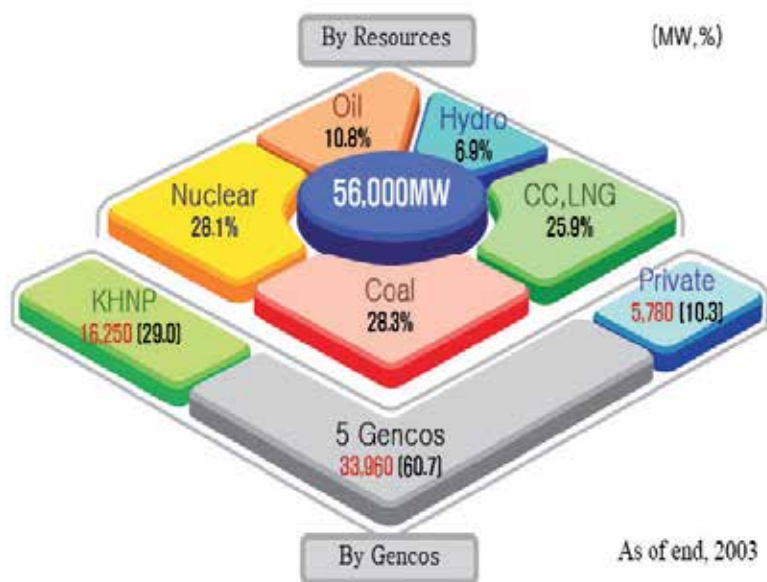 By Resources
(MW,%)
Oil
10.8%
Hydro
6.9%
Nuclear
28.1%
56,000MW
CC,LNG
25.9%
Coal
28.3%
KHNP
16,250 (29.0)
Private
5,780 (10.3)
5 Gencos
33,960 (60.7)
By Gencos
As of end, 2003